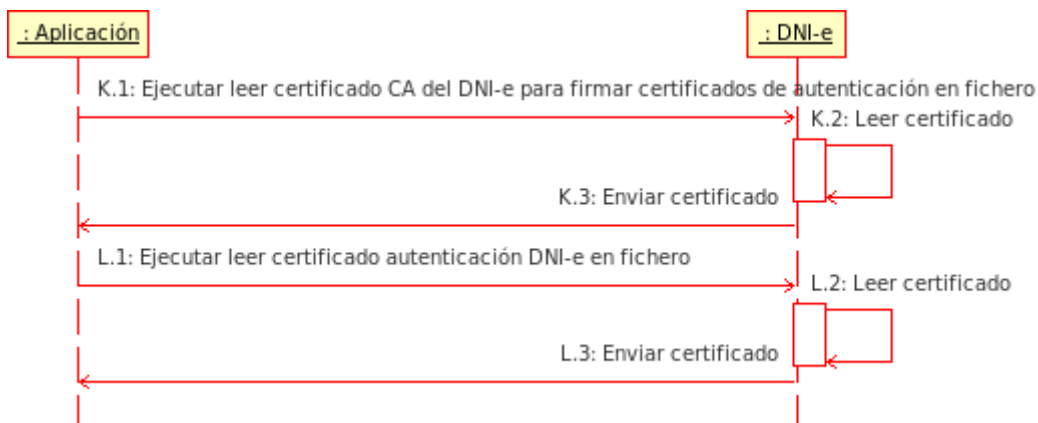 : Aplicación
: DNI-e
K.1: Ejecutar leer certificado CA del DNI-e para firmar certificados de autenticación en fichero
K.2: Leer certificado
K.3: Enviar certificado
L.1: Ejecutar leer certificado autenticación DNI-e en fichero
L.2: Leer certificado
L.3: Enviar certificado